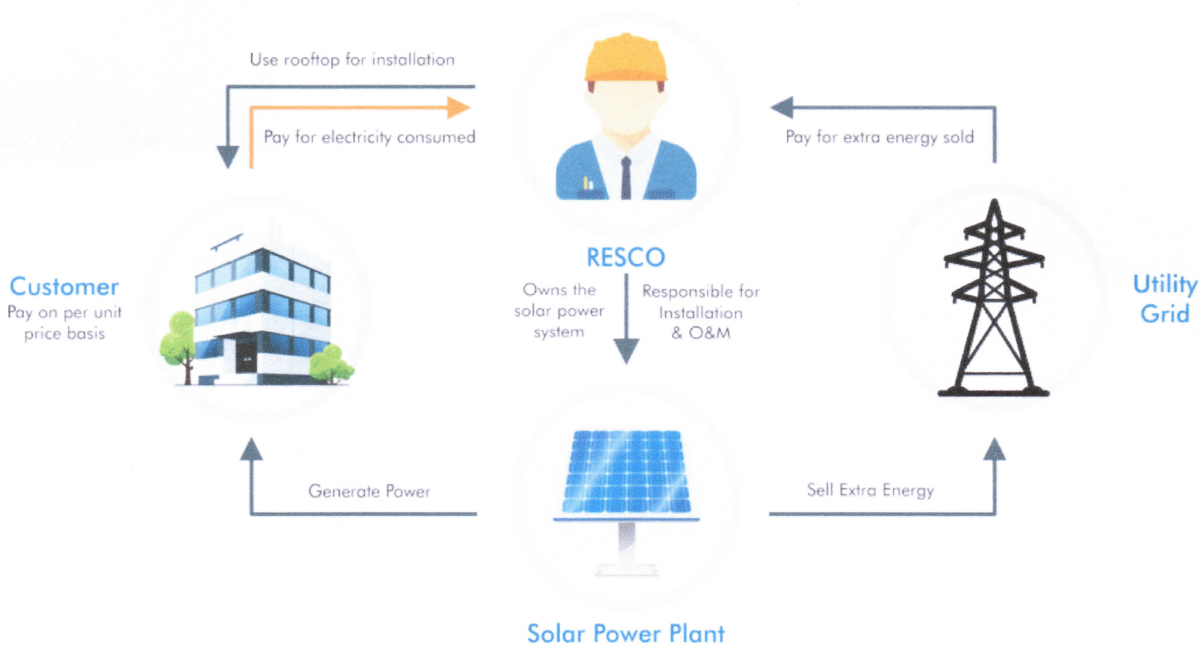 Use rooftop for installation
Pay for electricity consumed
Pay for extra energy sold
RESCO
Owns the
solar power
system
Responsible for
Installation
& O&M
Customer
Pay on per unit
price basis
Utility
Grid
Generate Power
Sell Extra Energy
Solar Power Plant